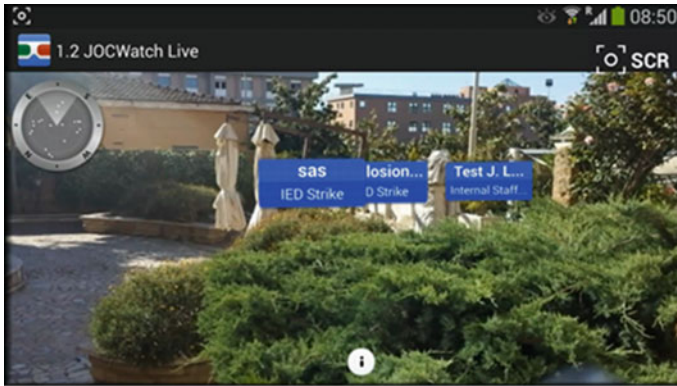 08:50
1.2 JOCWatch Live
SCR
sas
IED Strike
losion...
D Strike
Test J. L...
Internal Staff...